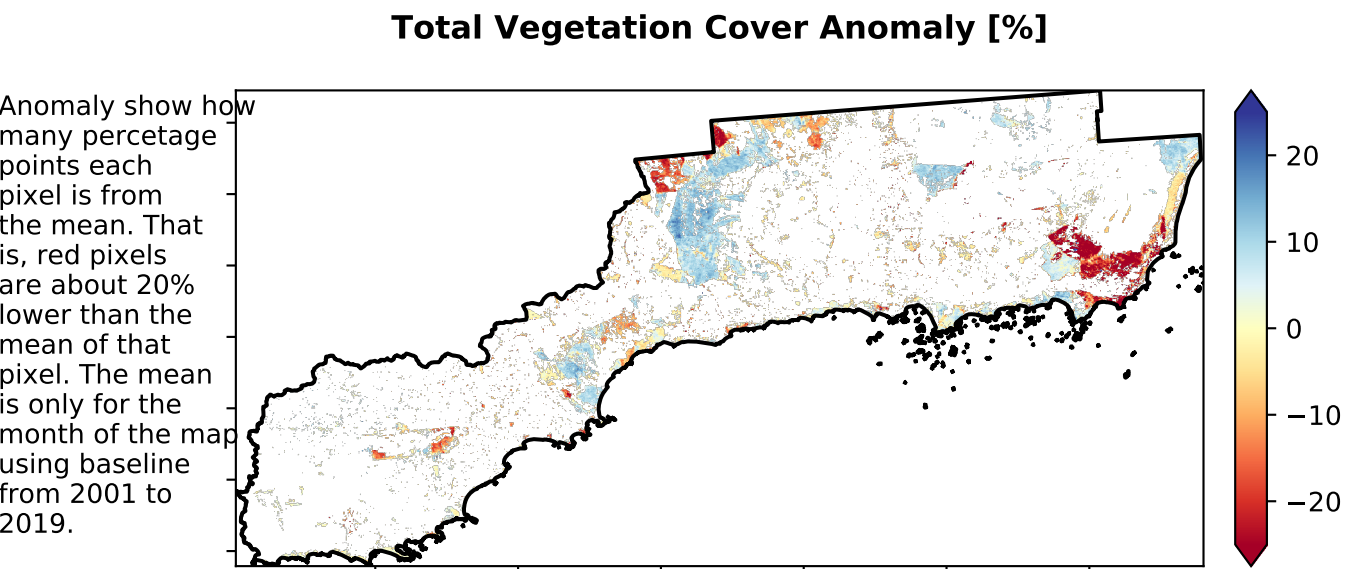 Total Vegetation Cover Anomaly [%]
Anomaly show how
many percetage
points each
pixel is from
the mean. That
is, red pixels
are about 20%
lower than the
mean of that
pixel. The mean
is only for the
month of the map
using baseline
from 2001 to
2019.
20
10
0
−10
−20